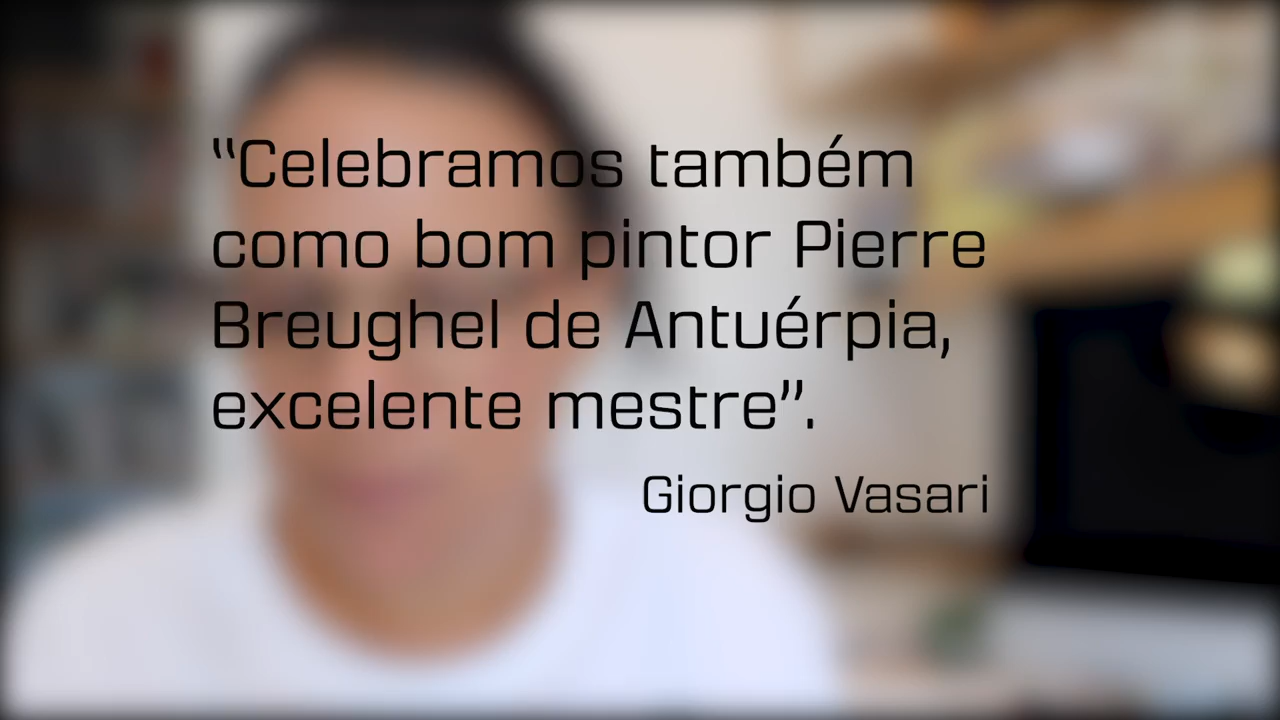 “Celebramos também
como bom pintor Pierre
Breughel de Antuérpia,
excelente mestre”.
Giorgio Vasari